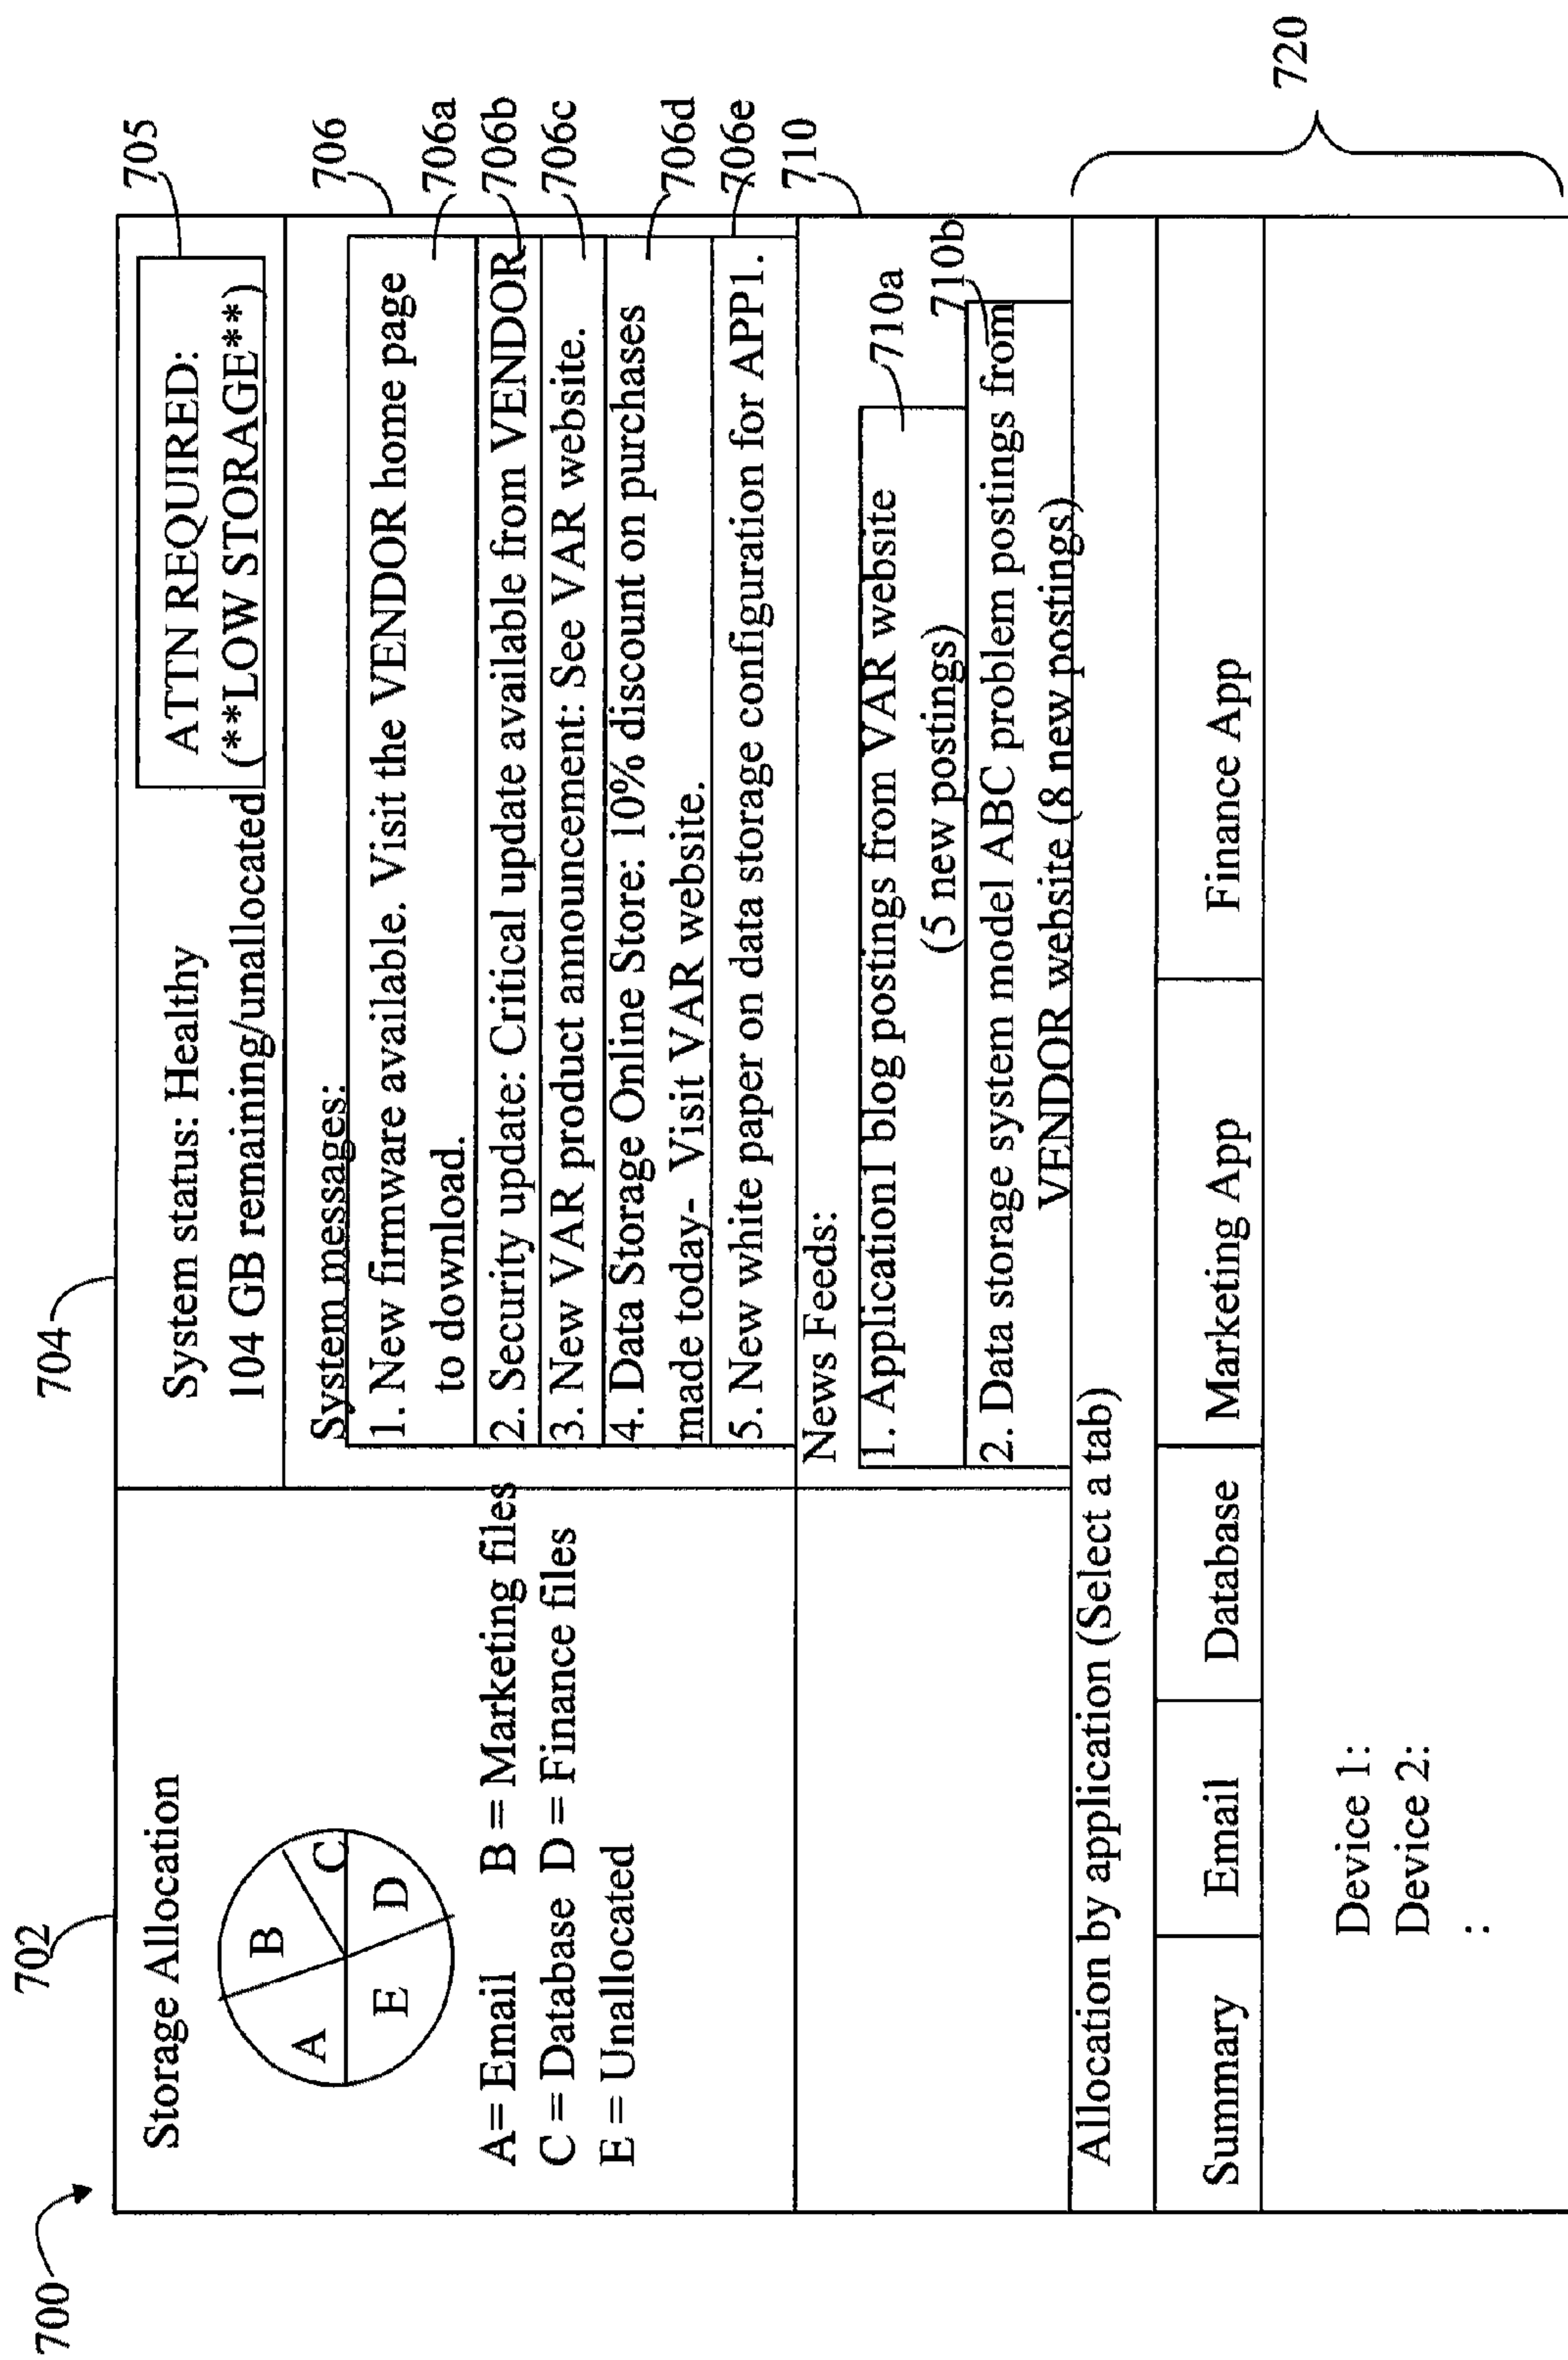 700
702
704
Storage Allocation
A
B
C
D
E
A= Email B = Marketing files
C = Database D = Finance files
E = Unallocated
System status: Healthy
104 GB remaining/unallocated
ATTN REQUIRED:
(**LOW STORAGE**)
705
706
System messages:
1. New firmware available. Visit the VENDOR home page
to download.
706a
2. Security update: Critical update available from VENDOR
706b
3. New VAR product announcement: See VAR website.
706c
4. Data Storage Online Store: 10% discount on purchases
made today- Visit VAR website.
706d
5. New white paper on data storage configuration for APP1.
706e
710
News Feeds:
1. Application1 blog postings from VAR website
(5 new postings)
710a
2. Data storage system model ABC problem postings from
VENDOR website (8 new postings)
710b
Allocation by application (Select a tab)
Summary Email Database Marketing App Finance App
Device 1:
Device 2:
:
720